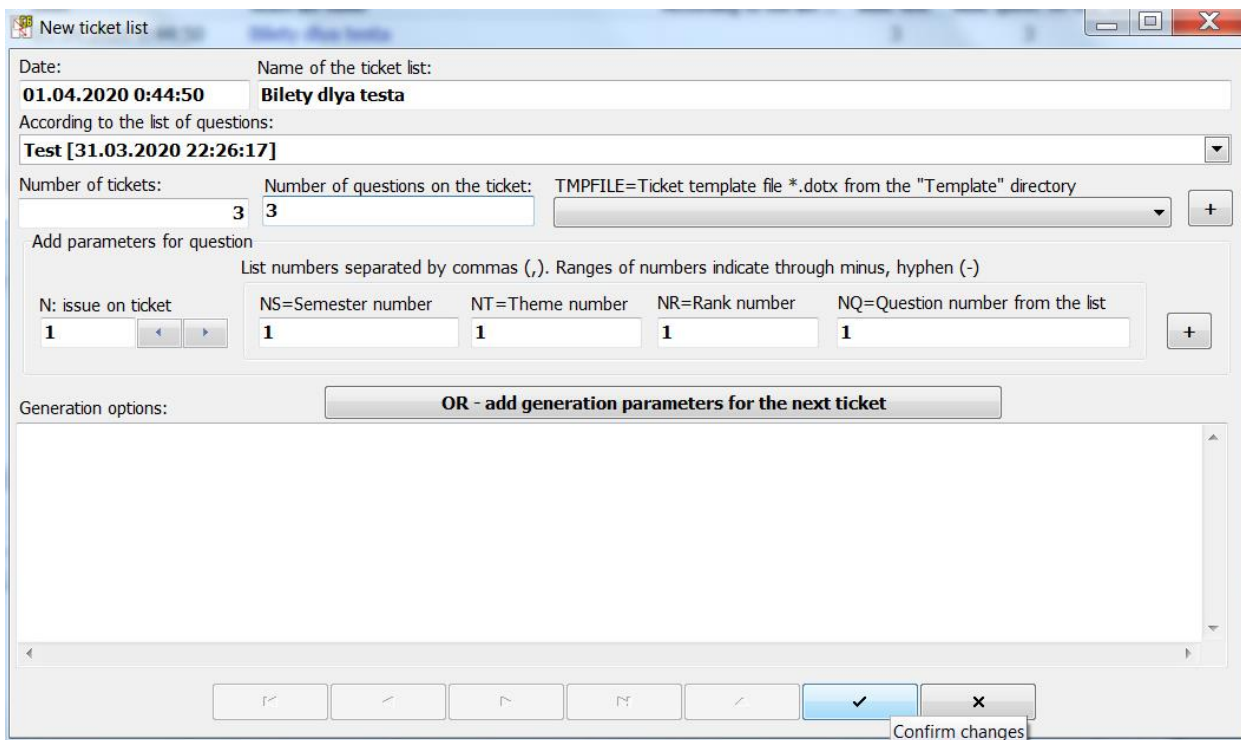 New ticket list
Date: Name of the ticket list:
01.04.2020 0:44:50 Bilety dlya testa
According to the list of questions:
Test [31.03.2020 22:26:17]
Number of tickets: Number of questions on the ticket: TMPFILE=Ticket template file *.dotx from the "Template" directory
3 3 +
Add parameters for question
List numbers separated by commas (,). Ranges of numbers indicate through minus, hyphen (-)
N: issue on ticket NS=Semester number NT=Theme number NR=Rank number NQ=Question number from the list
1 1 1 1 1 +
Generation options: OR - add generation parameters for the next ticket
Confirm changes